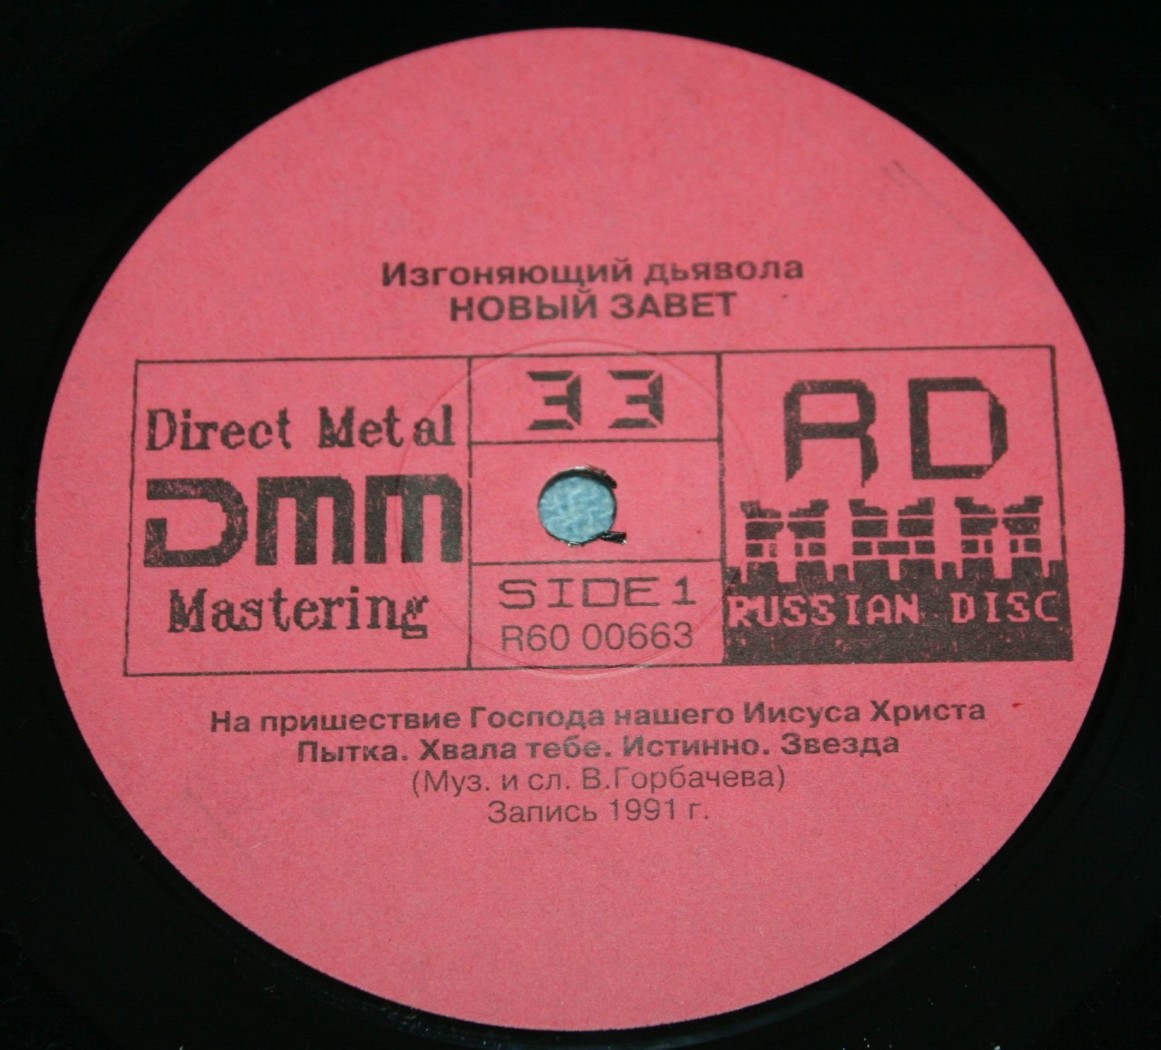 Изгоняющий дьявола
НОВЫЙ ЗАВЕТ
Direct Metal
DMM
Mastering
33
SIDE 1
R60 00663
RD
RUSSIAN DISC
На пришествие Господа нашего Иисуса Христа
Пытка. Хвала тебе. Истинно. Звезда
(Муз. и сл. В.Горбачева)
Запись 1991 г.